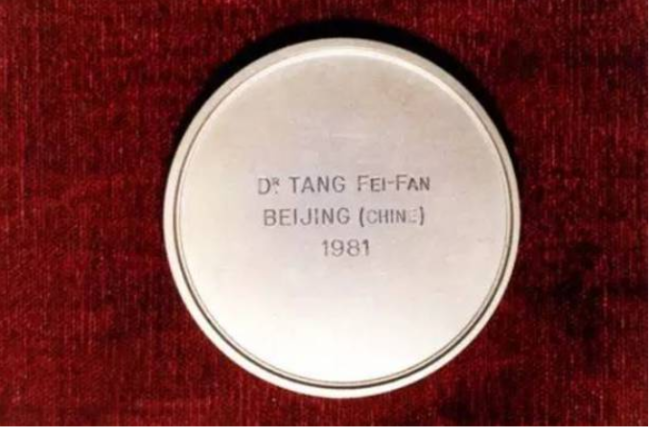 Dᴿ TANG FEI-FAN
BEIJING (CHINE)
1981